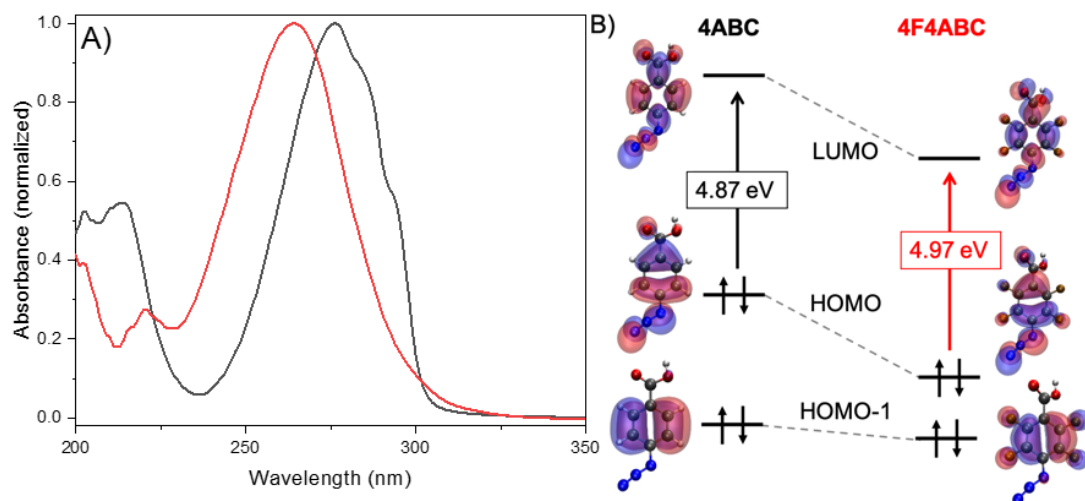 A)
1.0
0.8
0.6
0.4
0.2
0.0
Absorbance (normalized)
200 250 300 350
Wavelength (nm)
B)
4ABC 4F4ABC
LUMO
4.87 eV
4.97 eV
HOMO
HOMO-1